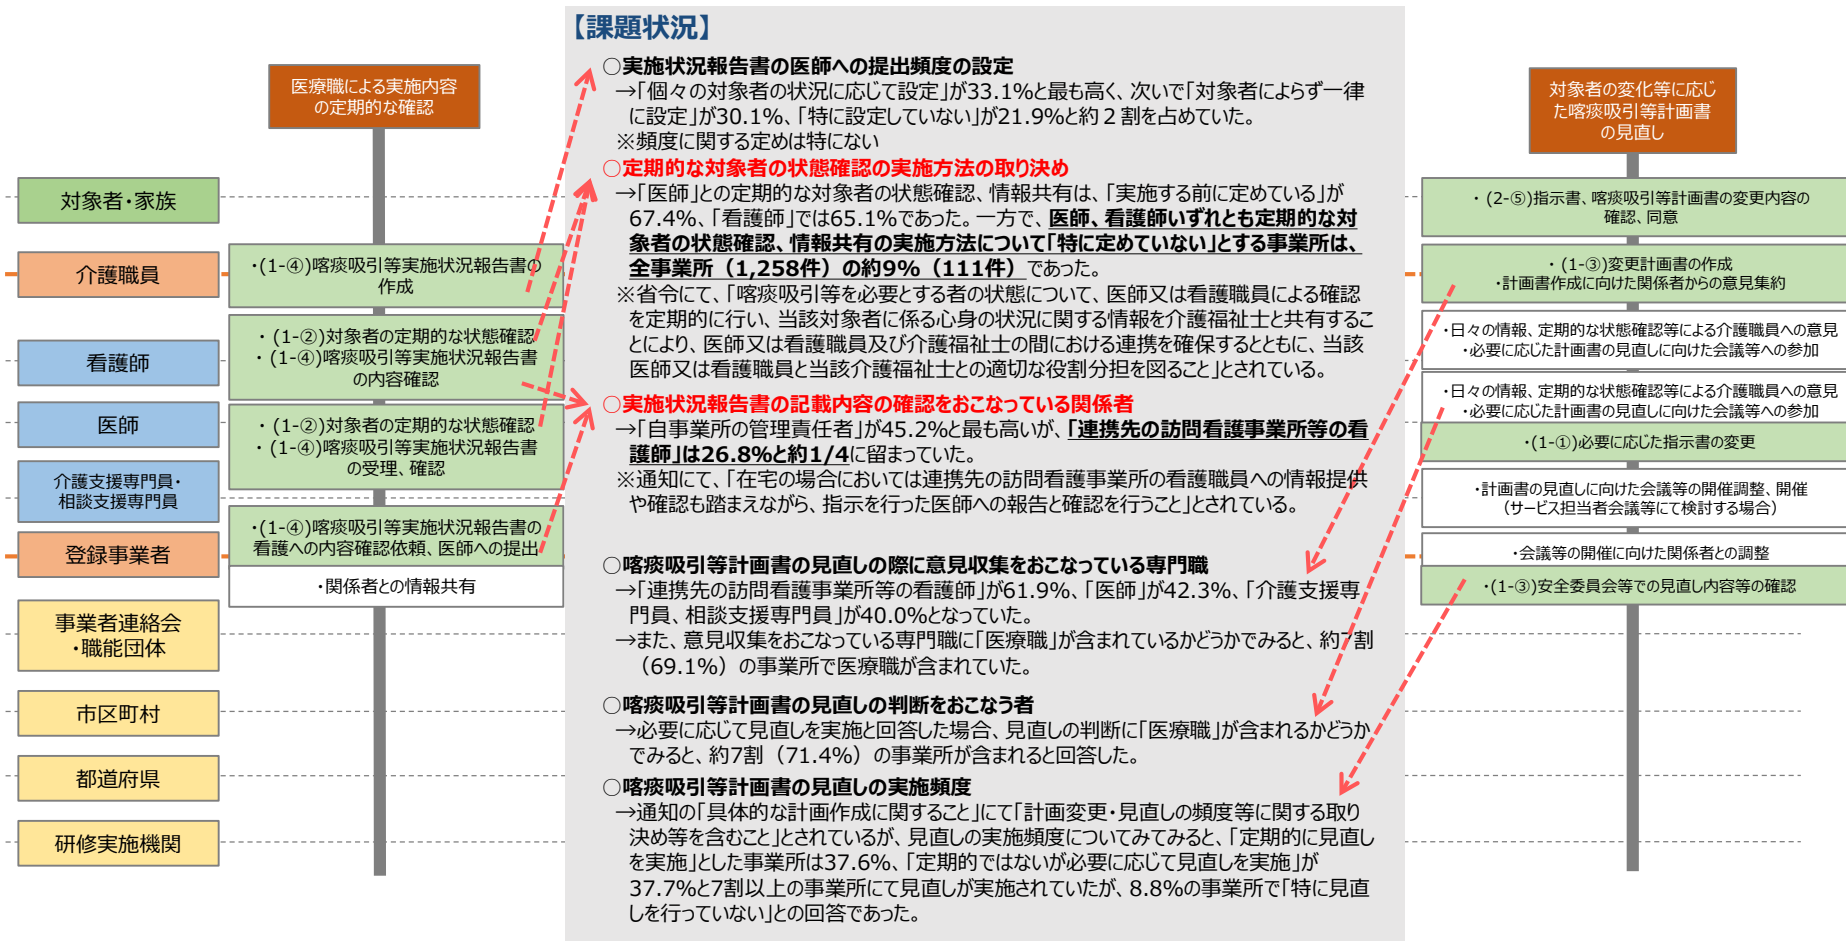 医療職による実施内容
の定期的な確認
対象者・家族
介護職員
看護師
医師
介護支援専門員・
相談支援専門員
登録事業者
事業者連絡会
・職能団体
市区町村
都道府県
研修実施機関
・(1-④)喀痰吸引等実施状況報告書の
作成
・ (1-②)対象者の定期的な状態確認
・ (1-④)喀痰吸引等実施状況報告書
の内容確認
・ (1-②)対象者の定期的な状態確認
・ (1-④)喀痰吸引等実施状況報告書
の受理、確認
・(1-④)喀痰吸引等実施状況報告書の
看護への内容確認依頼、医師への提出
・関係者との情報共有
【課題状況】
○実施状況報告書の医師への提出頻度の設定
→「個々の対象者の状況に応じて設定」が33.1%と最も高く、次いで「対象者によらず一律
に設定」が30.1%、「特に設定していない」が21.9%と約２割を占めていた。
※頻度に関する定めは特にない
○定期的な対象者の状態確認の実施方法の取り決め
→「医師」との定期的な対象者の状態確認、情報共有は、「実施する前に定めている」が
67.4%、「看護師」では65.1%であった。一方で、医師、看護師いずれとも定期的な対
象者の状態確認、情報共有の実施方法について「特に定めていない」とする事業所は、
全事業所（1,258件）の約9%（111件）であった。
※省令にて、「喀痰吸引等を必要とする者の状態について、医師又は看護職員による確認
を定期的に行い、当該対象者に係る心身の状況に関する情報を介護福祉士と共有するこ
とにより、医師又は看護職員及び介護福祉士の間における連携を確保するとともに、当該
医師又は看護職員と当該介護福祉士との適切な役割分担を図ること」とされている。
○実施状況報告書の記載内容の確認をおこなっている関係者
→「自事業所の管理責任者」が45.2%と最も高いが、「連携先の訪問看護事業所等の看
護師」は26.8%と約1/4に留まっていた。
※通知にて、「在宅の場合においては連携先の訪問看護事業所の看護職員への情報提供
や確認も踏まえながら、指示を行った医師への報告と確認を行うこと」とされている。
○喀痰吸引等計画書の見直しの際に意見収集をおこなっている専門職
→「連携先の訪問看護事業所等の看護師」が61.9%、「医師」が42.3%、「介護支援専
門員、相談支援専門員」が40.0%となっていた。
→また、意見収集をおこなっている専門職に「医療職」が含まれているかどうかでみると、約7割
（69.1%）の事業所で医療職が含まれていた。
○喀痰吸引等計画書の見直しの判断をおこなう者
→必要に応じて見直しを実施と回答した場合、見直しの判断に「医療職」が含まれるかどうか
でみると、約7割（71.4%）の事業所が含まれると回答した。
○喀痰吸引等計画書の見直しの実施頻度
→通知の「具体的な計画作成に関すること」にて「計画変更・見直しの頻度等に関する取り
決め等を含むこと」とされているが、見直しの実施頻度についてみてみると、「定期的に見直し
を実施」とした事業所は37.6%、「定期的ではないが必要に応じて見直しを実施」が
37.7%と7割以上の事業所にて見直しが実施されていたが、8.8%の事業所で「特に見直
しを行っていない」との回答であった。
対象者の変化等に応じ
た喀痰吸引等計画書
の見直し
・ (2-⑤)指示書、喀痰吸引等計画書の変更内容の
確認、同意
・ (1-③)変更計画書の作成
・計画書作成に向けた関係者からの意見集約
・日々の情報、定期的な状態確認等による介護職員への意見
・必要に応じた計画書の見直しに向けた会議等への参加
・日々の情報、定期的な状態確認等による介護職員への意見
・必要に応じた計画書の見直しに向けた会議等への参加
・(1-①)必要に応じた指示書の変更
・計画書の見直しに向けた会議等の開催調整、開催
（サービス担当者会議等にて検討する場合）
・会議等の開催に向けた関係者との調整
・(1-③)安全委員会等での見直し内容等の確認